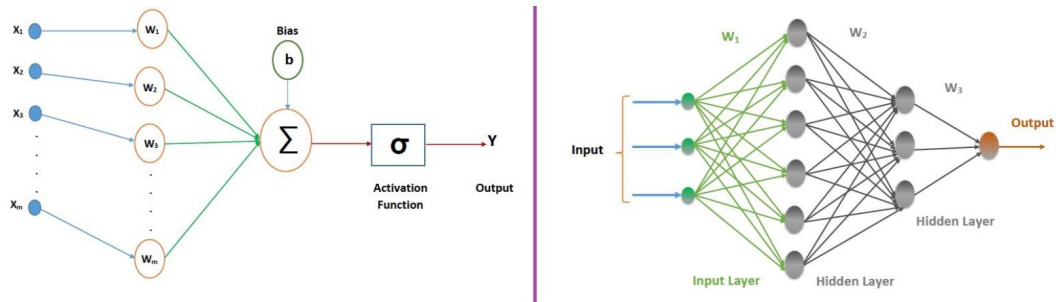 X₁
W₁
Bias
b
X₂
W₂
X₃
W₃
Σ
σ
Y
Activation
Function
Output
Xₘ
Wₘ
W₁
W₂
W₃
Input
Output
Hidden Layer
Input Layer
Hidden Layer